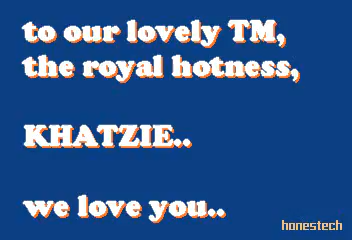 to our lovely TM,
the royal hotness,
KHATZIE..
we love you..
honestech